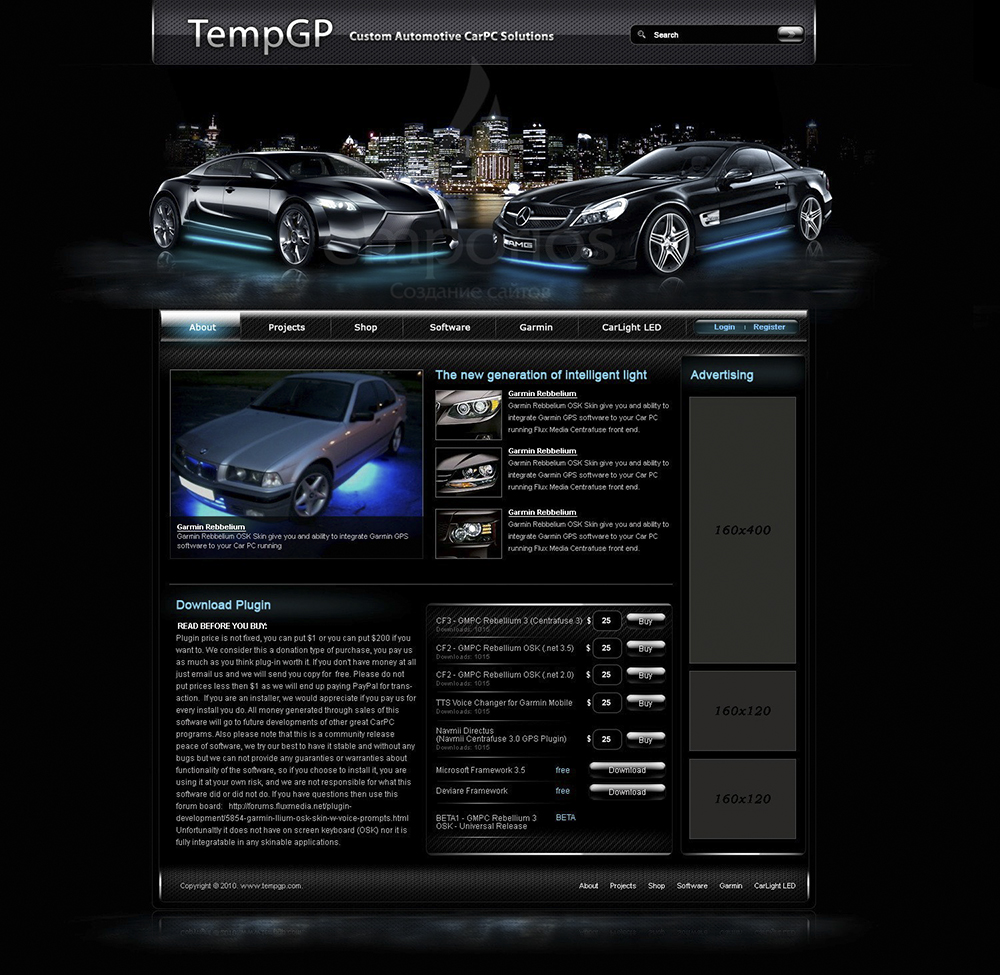 TempGP
Custom Automotive CarPC Solutions
Search
AMG
emporios
Создание сайтов
About
Projects
Shop
Software
Garmin
CarLight LED
Login
Register
Garmin Rebbelium
Garmin Rebbelium OSK Skin give you and ability to integrate Garmin GPS
software to your Car PC running
The new generation of intelligent light
Garmin Rebbelium
Garmin Rebbelium OSK Skin give you and ability to
integrate Garmin GPS software to your Car PC
running Flux Media Centrafuse front end.
Garmin Rebbelium
Garmin Rebbelium OSK Skin give you and ability to
integrate Garmin GPS software to your Car PC
running Flux Media Centrafuse front end.
Garmin Rebbelium
Garmin Rebbelium OSK Skin give you and ability to
integrate Garmin GPS software to your Car PC
running Flux Media Centrafuse front end.
Advertising
160x400
160x120
160x120
Download Plugin
READ BEFORE YOU BUY:
Plugin price is not fixed, you can put $1 or you can put $200 if you
want to. We consider this a donation type of purchase, you pay us
as much as you think plug-in worth it. If you don't have money at all
just email us and we will send you copy for free. Please do not
put prices less then $1 as we will end up paying PayPal for trans-
action. If you are an installer, we would appreciate if you pay us for
every install you do. All money generated through sales of this
software will go to future developments of other great CarPC
programs. Also please note that this is a community release
peace of software, we try our best to have it stable and without any
bugs but we can not provide any guaranties or warranties about
functionality of the software, so if you choose to install it, you are
using it at your own risk, and we are not responsible for what this
software did or did not do. If you have questions then use this
forum board: http://forums.fluxmedia.net/plugin-
development/5854-garmin-llium-osk-skin-w-voice-prompts.html
Unfortunaltly it does not have on screen keyboard (OSK) nor it is
fully integratable in any skinable applications.
CF3 - GMPC Rebellium 3 (Centrafuse 3) $ 25 Buy
Downloads: 1015
CF2 - GMPC Rebellium OSK (.net 3.5) $ 25 Buy
Downloads: 1015
CF2 - GMPC Rebellium OSK (.net 2.0) $ 25 Buy
Downloads: 1015
TTS Voice Changer for Garmin Mobile $ 25 Buy
Downloads: 1015
Navmii Directus
(Navmii Centrafuse 3.0 GPS Plugin) $ 25 Buy
Downloads: 1015
Microsoft Framework 3.5 free Download
Deviare Framework free Download
BETA1 - GMPC Rebellium 3 BETA
OSK - Universal Release
Copyright @ 2010. www.tempgp.com.
About
Projects
Shop
Software
Garmin
CarLight LED